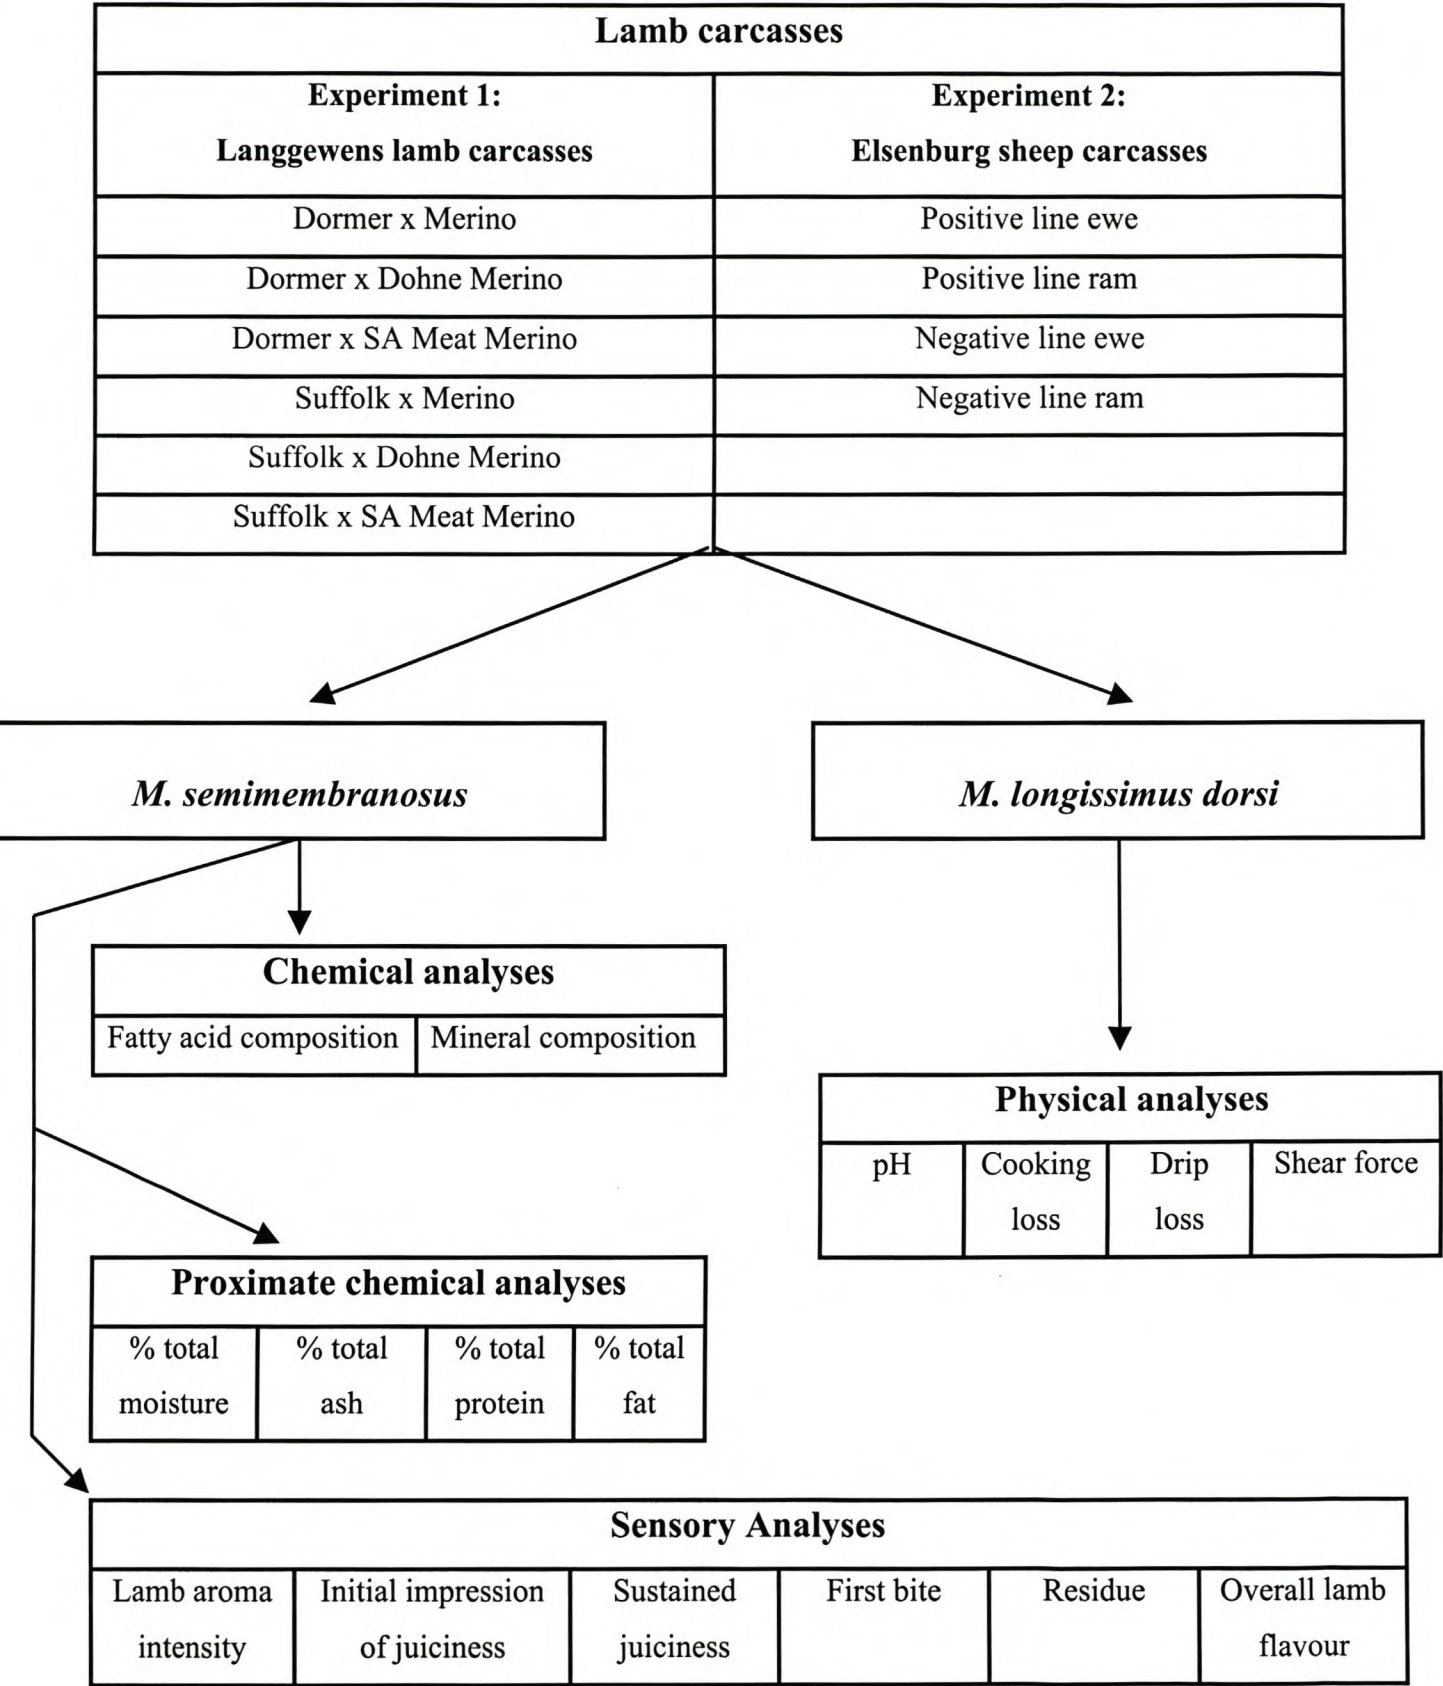 Lamb carcasses
Experiment 1:
Langgewens lamb carcasses
Experiment 2:
Elsenburg sheep carcasses
Dormer x Merino
Positive line ewe
Dormer x Dohne Merino
Positive line ram
Dormer x SA Meat Merino
Negative line ewe
Suffolk x Merino
Negative line ram
Suffolk x Dohne Merino
Suffolk x SA Meat Merino
M. semimembranosus
M. longissimus dorsi
Chemical analyses
Fatty acid composition
Mineral composition
Physical analyses
pH
Cooking
loss
Drip
loss
Shear force
Proximate chemical analyses
% total
moisture
% total
ash
% total
protein
% total
fat
Sensory Analyses
Lamb aroma
intensity
Initial impression
of juiciness
Sustained
juiciness
First bite
Residue
Overall lamb
flavour